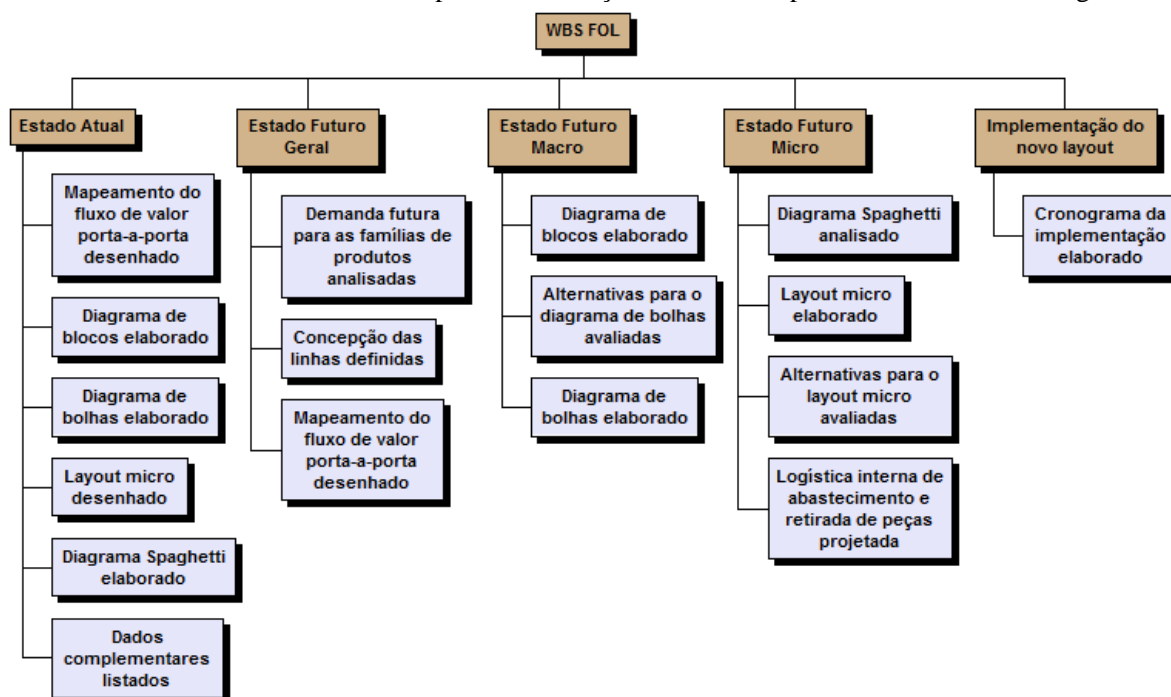 WBS FOL
Estado Atual
Mapeamento do
fluxo de valor
porta-a-porta
desenhado
Diagrama de
blocos elaborado
Diagrama de
bolhas elaborado
Layout micro
desenhado
Diagrama Spaghetti
elaborado
Dados
complementares
listados
Estado Futuro
Geral
Demanda futura
para as famílias de
produtos
analisadas
Concepção das
linhas definidas
Mapeamento do
fluxo de valor
porta-a-porta
desenhado
Estado Futuro
Macro
Diagrama de
blocos elaborado
Alternativas para o
diagrama de bolhas
avaliadas
Diagrama de
bolhas elaborado
Estado Futuro
Micro
Diagrama Spaghetti
analisado
Layout micro
elaborado
Alternativas para o
layout micro
avaliadas
Logística interna de
abastecimento e
retirada de peças
projetada
Implementação do
novo layout
Cronograma da
implementação
elaborado